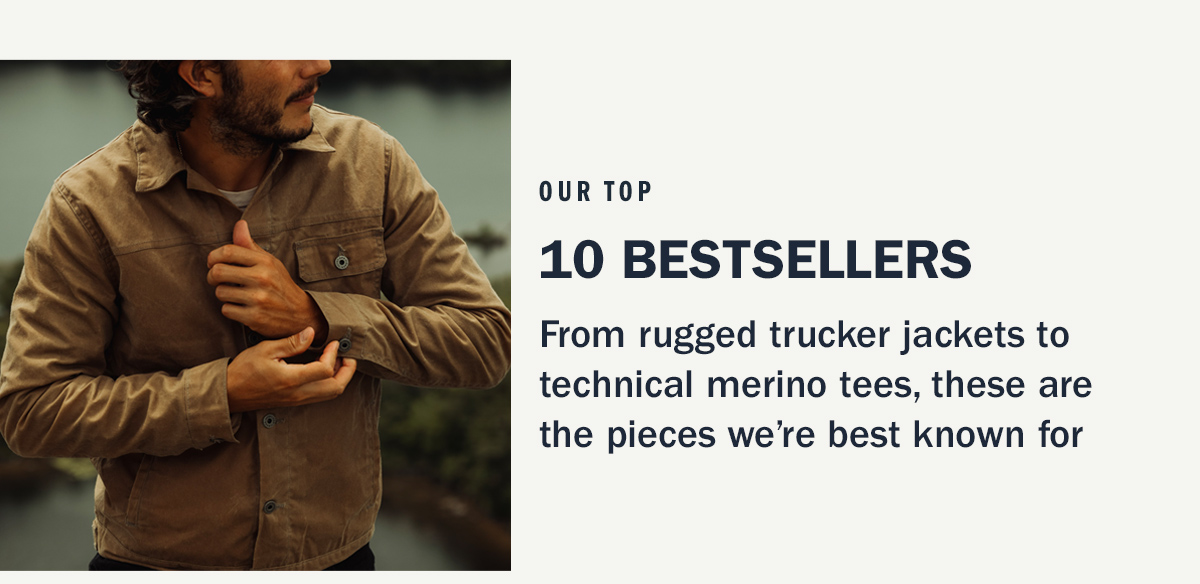 OUR TOP
10 BESTSELLERS
From rugged trucker jackets to
technical merino tees, these are
the pieces we’re best known for